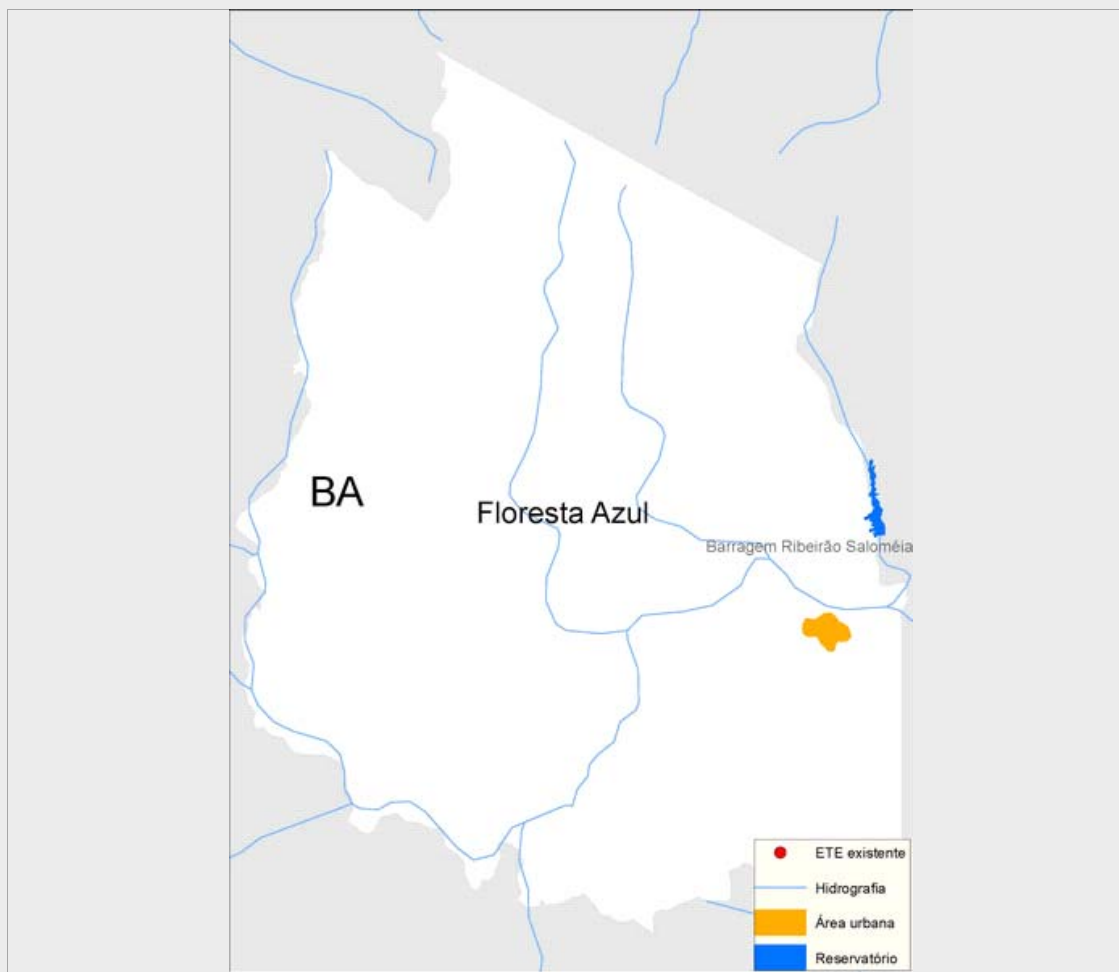 BA
Floresta Azul
Barragem Ribeirão Saloméia
ETE existente
Hidrografia
Área urbana
Reservatório